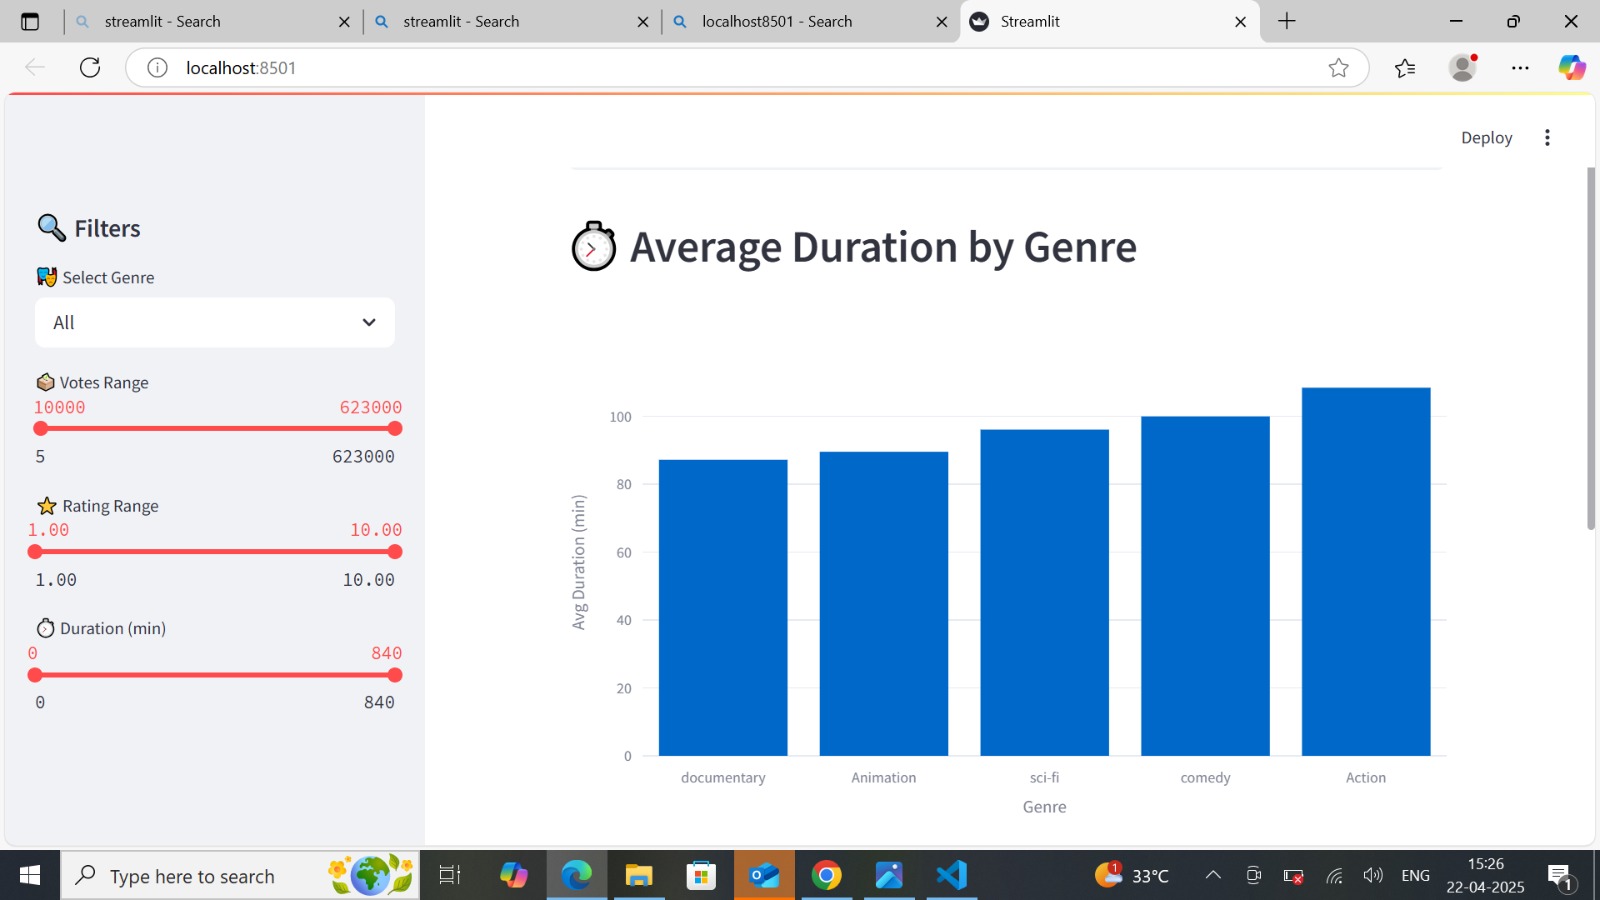 streamlit - Search
streamlit - Search
localhost8501 - Search
Streamlit
localhost:8501
Deploy
Filters
Select Genre
All
Votes Range
10000 623000
5 623000
Rating Range
1.00 10.00
1.00 10.00
Duration (min)
0 840
0 840
Average Duration by Genre
Avg Duration (min)
100
80
60
40
20
0
documentary Animation sci-fi comedy Action
Genre
Type here to search
1
33°C
ENG
15:26
22-04-2025
1